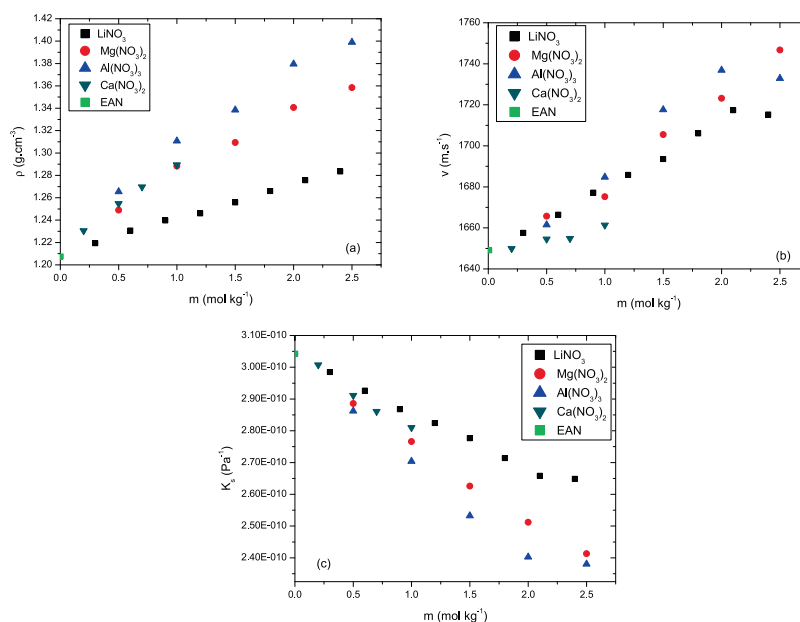 1.42
1.40
1.38
1.36
1.34
1.32
1.30
1.28
1.26
1.24
1.22
1.20
ρ (g.cm⁻³)
LiNO₃
Mg(NO₃)₂
Al(NO₃)₃
Ca(NO₃)₂
EAN
(a)
0.0 0.5 1.0 1.5 2.0 2.5
m (mol kg⁻¹)
1760
1740
1720
1700
1680
1660
1640
v (m.s⁻¹)
LiNO₃
Mg(NO₃)₂
Al(NO₃)₃
Ca(NO₃)₂
EAN
(b)
0.0 0.5 1.0 1.5 2.0 2.5
m (mol kg⁻¹)
3.10E-010
3.00E-010
2.90E-010
2.80E-010
2.70E-010
2.60E-010
2.50E-010
2.40E-010
Kₛ (Pa⁻¹)
LiNO₃
Mg(NO₃)₂
Al(NO₃)₃
Ca(NO₃)₂
EAN
(c)
0.0 0.5 1.0 1.5 2.0 2.5
m (mol kg⁻¹)